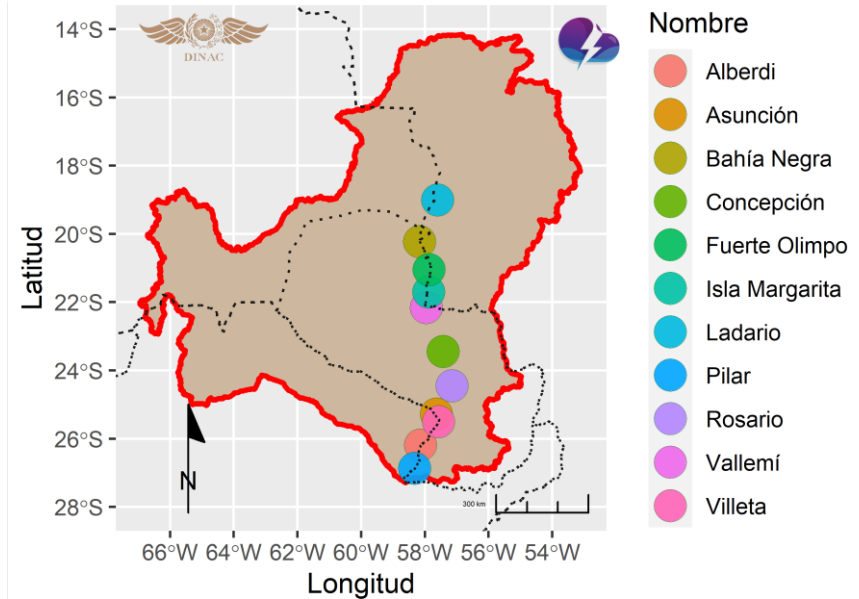 DINAC
14°S
16°S
18°S
20°S
22°S
24°S
26°S
28°S
Latitud
N
300 km
66°W 64°W 62°W 60°W 58°W 56°W 54°W
Longitud
Nombre
Alberdi
Asunción
Bahía Negra
Concepción
Fuerte Olimpo
Isla Margarita
Ladario
Pilar
Rosario
Vallemí
Villeta